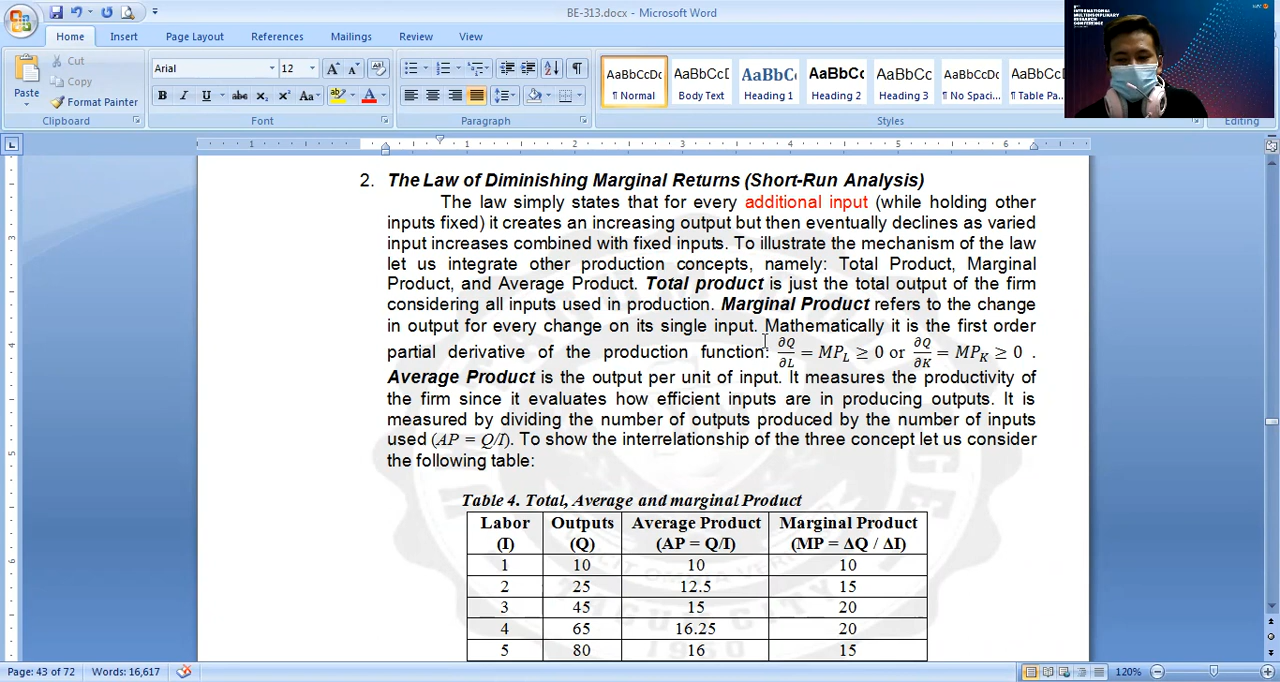 BE-313.docx - Microsoft Word
Home Insert Page Layout References Mailings Review View
INTERNATIONAL
MULTIDISCIPLINARY
RESEARCH
CONFERENCE
Paste
Cut
Copy
Format Painter
Clipboard
Arial 12
Font
Paragraph
AaBbCcDc
¶ Normal
AaBbCcD
Body Text
AaBbCc
Heading 1
AaBbCc
Heading 2
AaBbCcDc
Heading 3
AaBbCcDc
¶ No Spaci...
AaBbCcDc
¶ Table Pa...
Styles
Editing
2. The Law of Diminishing Marginal Returns (Short-Run Analysis)
The law simply states that for every additional input (while holding other
inputs fixed) it creates an increasing output but then eventually declines as varied
input increases combined with fixed inputs. To illustrate the mechanism of the law
let us integrate other production concepts, namely: Total Product, Marginal
Product, and Average Product. Total product is just the total output of the firm
considering all inputs used in production. Marginal Product refers to the change
in output for every change on its single input. Mathematically it is the first order
partial derivative of the production function: ∂Q/∂L = MP_L ≥ 0 or ∂Q/∂K = MP_K ≥ 0 .
Average Product is the output per unit of input. It measures the productivity of
the firm since it evaluates how efficient inputs are in producing outputs. It is
measured by dividing the number of outputs produced by the number of inputs
used (AP = Q/I). To show the interrelationship of the three concept let us consider
the following table:
Table 4. Total, Average and marginal Product
Labor Outputs Average Product Marginal Product
(I) (Q) (AP = Q/I) (MP = ΔQ / ΔI)
1 10 10 10
2 25 12.5 15
3 45 15 20
4 65 16.25 20
5 80 16 15
Page: 43 of 72 Words: 16,617 120%